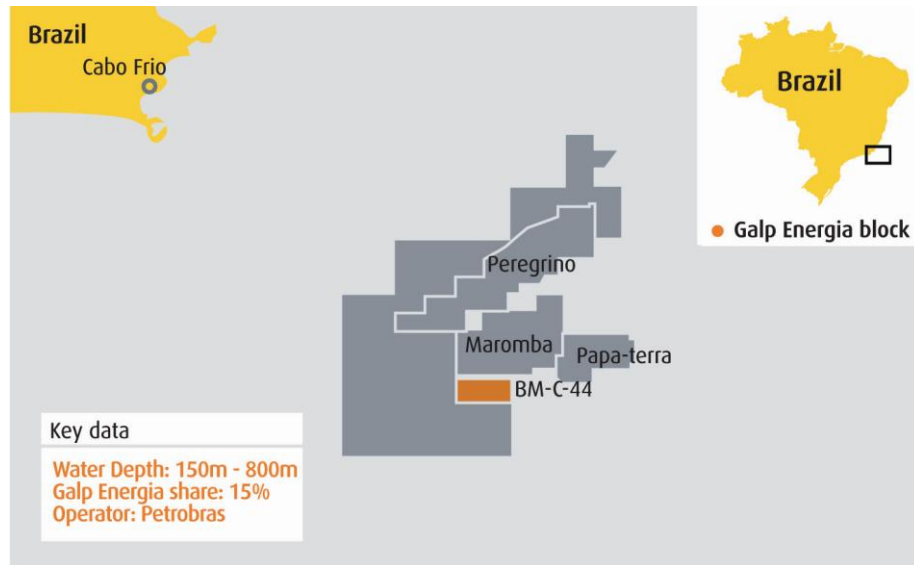 Brazil
Cabo Frio
Brazil
Galp Energia block
Peregrino
Maromba
Papa-terra
BM-C-44
Key data
Water Depth: 150m - 800m
Galp Energia share: 15%
Operator: Petrobras